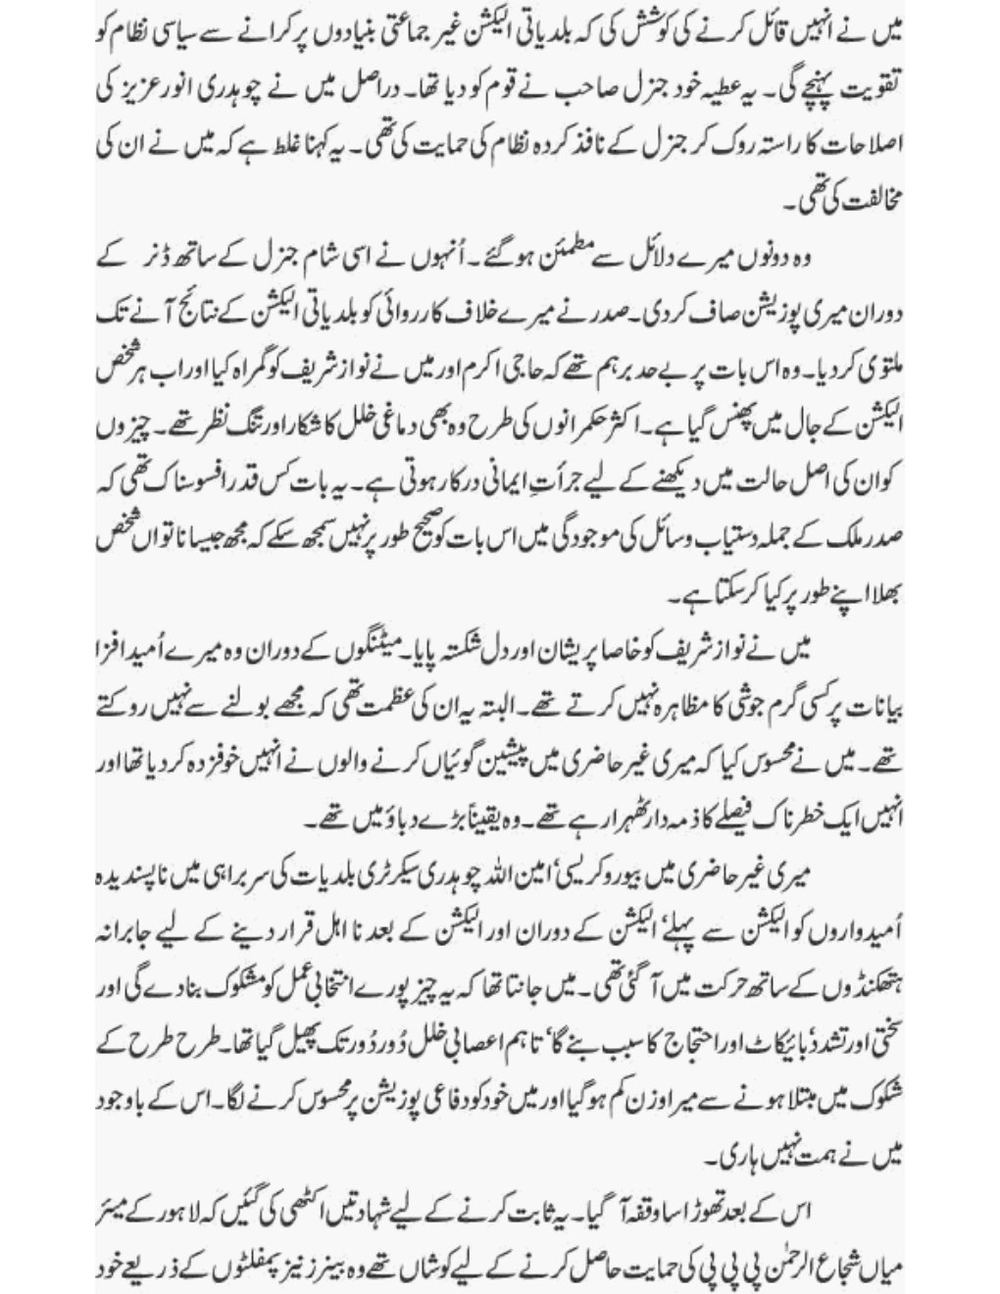 میں نے انہیں قائل کرنے کی کوشش کی کہ بلدیاتی الیکشن غیر جماعتی بنیادوں پر کرانے سے سیاسی نظام کو
تقویت پہنچے گی۔ یہ عطیہ خود جنرل صاحب نے قوم کو دیا تھا۔ دراصل میں نے چوہدری انور عزیز کی
اصلاحات کا راستہ روک کر جنرل کے نافذ کردہ نظام کی حمایت کی تھی۔ یہ کہنا غلط ہے کہ میں نے ان کی
مخالفت کی تھی۔
وہ دونوں میرے دلائل سے مطمئن ہو گئے۔ اُنہوں نے اسی شام جنرل کے ساتھ ڈنر کے
دوران میری پوزیشن صاف کر دی۔ صدر نے میرے خلاف کارروائی کو بلدیاتی الیکشن کے نتائج آنے تک
ملتوی کر دیا۔ وہ اس بات پر بے حد برہم تھے کہ حاجی اکرم اور میں نے نواز شریف کو گمراہ کیا اور اب ہر شخص
الیکشن کے جال میں پھنس گیا ہے۔ اکثر حکمرانوں کی طرح وہ بھی دماغی خلل کا شکار اور تنگ نظر تھے۔ چیزوں
کو ان کی اصل حالت میں دیکھنے کے لیے جرأتِ ایمانی درکار ہوتی ہے۔ یہ بات کس قدر افسوسناک تھی کہ
صدر ملک کے جملہ دستیاب وسائل کی موجودگی میں اس بات کو صحیح طور پر نہیں سمجھ سکے کہ مجھ جیسا ناتواں شخص
بھلا اپنے طور پر کیا کر سکتا ہے۔
میں نے نواز شریف کو خاصا پریشان اور دل شکستہ پایا۔ میٹنگوں کے دوران وہ میرے اُمید افزا
بیانات پر کسی گرم جوشی کا مظاہرہ نہیں کرتے تھے۔ البتہ یہ ان کی عظمت تھی کہ مجھے بولنے سے نہیں روکتے
تھے۔ میں نے محسوس کیا کہ میری غیر حاضری میں پیشین گوئیاں کرنے والوں نے انہیں خوفزدہ کر دیا تھا اور
انہیں ایک خطرناک فیصلے کا ذمہ دار ٹھہرا رہے تھے۔ وہ یقیناً بڑے دباؤ میں تھے۔
میری غیر حاضری میں بیوروکریسی‘ امین اللہ چوہدری سیکرٹری بلدیات کی سربراہی میں ناپسندیدہ
اُمیدواروں کو الیکشن سے پہلے‘ الیکشن کے دوران اور الیکشن کے بعد نا اہل قرار دینے کے لیے جابرانہ
ہتھکنڈوں کے ساتھ حرکت میں آ گئی تھی۔ میں جانتا تھا کہ یہ چیز پورے انتخابی عمل کو مشکوک بنا دے گی اور
سختی اور تشدد‘ بائیکاٹ اور احتجاج کا سبب بنے گا‘ تاہم اعصابی خلل دُور دُور تک پھیل گیا تھا۔ طرح طرح کے
شکوک میں مبتلا ہونے سے میرا وزن کم ہو گیا اور میں خود کو دفاعی پوزیشن پر محسوس کرنے لگا۔ اس کے باوجود
میں نے ہمت نہیں ہاری۔
اس کے بعد تھوڑا سا وقفہ آ گیا۔ یہ ثابت کرنے کے لیے شہادتیں اکٹھی کی گئیں کہ لاہور کے میئر
میاں شجاع الرحمٰن پی پی پی کی حمایت حاصل کرنے کے لیے کوشاں تھے وہ بینرز نیز پمفلٹوں کے ذریعے خود